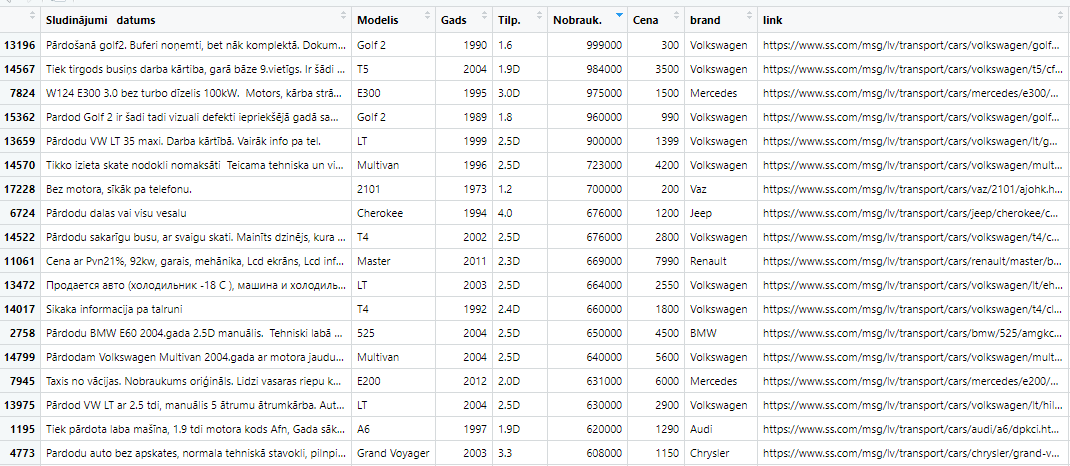 Sludinājumi datums Modelis Gads Tilp. Nobrauk. Cena brand link
13196 Pārdošanā golf2. Buferi noņemti, bet nāk komplektā. Dokum... Golf 2 1990 1.6 999000 300 Volkswagen https://www.ss.com/msg/lv/transport/cars/volkswagen/golf...
14567 Tiek tirgods busiņs darba kārtiba, garā bāze 9.vietīgs. Ir šādi ... T5 2004 1.9D 984000 3500 Volkswagen https://www.ss.com/msg/lv/transport/cars/volkswagen/t5/cf...
7824 W124 E300 3.0 bez turbo dīzelis 100kW. Motors, kārba strā... E300 1995 3.0D 975000 1500 Mercedes https://www.ss.com/msg/lv/transport/cars/mercedes/e300/...
15362 Pardod Golf 2 ir šadi tadi vizuali defekti iepriekšējā gadā sa... Golf 2 1989 1.8 960000 990 Volkswagen https://www.ss.com/msg/lv/transport/cars/volkswagen/golf...
13659 Pārdodu VW LT 35 maxi. Darba kārtībā. Vairāk info pa tel. LT 1999 2.5D 900000 1399 Volkswagen https://www.ss.com/msg/lv/transport/cars/volkswagen/lt/g...
14570 Tikko izieta skate nodokli nomaksāti Teicama tehniska un vi... Multivan 1996 2.5D 723000 4200 Volkswagen https://www.ss.com/msg/lv/transport/cars/volkswagen/mult...
17228 Bez motora, sīkāk pa telefonu. 2101 1973 1.2 700000 200 Vaz https://www.ss.com/msg/lv/transport/cars/vaz/2101/ajohk.h...
6724 Pārdodu dalas vai visu vesalu Cherokee 1994 4.0 676000 1200 Jeep https://www.ss.com/msg/lv/transport/cars/jeep/cherokee/c...
14522 Pārdodu sakarīgu busu, ar svaigu skati. Mainīts dzinējs, kura ... T4 2002 2.5D 676000 2800 Volkswagen https://www.ss.com/msg/lv/transport/cars/volkswagen/t4/c...
11061 Cena ar Pvn21%, 92kw, garais, mehānika, Lcd ekrāns, Lcd inf... Master 2011 2.3D 669000 7990 Renault https://www.ss.com/msg/lv/transport/cars/renault/master/b...
13472 Продается авто (холодильник -18 С ), машина и холодиль... LT 2003 2.5D 664000 2550 Volkswagen https://www.ss.com/msg/lv/transport/cars/volkswagen/lt/eh...
14017 Sikaka informacija pa talruni T4 1992 2.4D 660000 1800 Volkswagen https://www.ss.com/msg/lv/transport/cars/volkswagen/t4/cl...
2758 Pārdodu BMW E60 2004.gada 2.5D manuālis. Tehniski labā ... 525 2004 2.5D 650000 4500 BMW https://www.ss.com/msg/lv/transport/cars/bmw/525/amgkc...
14799 Pārdodam Volkswagen Multivan 2004.gada ar motora jaudu... Multivan 2004 2.5D 640000 5600 Volkswagen https://www.ss.com/msg/lv/transport/cars/volkswagen/mult...
7945 Taxis no vācijas. Nobraukums oriģināls. Lidzi vasaras riepu k... E200 2012 2.0D 631000 6000 Mercedes https://www.ss.com/msg/lv/transport/cars/mercedes/e200/...
13975 Pārdod VW LT ar 2.5 tdi, manuālis 5 ātrumu ātrumkārba. Aut... LT 2004 2.5D 630000 2900 Volkswagen https://www.ss.com/msg/lv/transport/cars/volkswagen/lt/hil...
1195 Tiek pārdota laba mašīna, 1.9 tdi motora kods Afn, Gada sāk... A6 1997 1.9D 620000 1290 Audi https://www.ss.com/msg/lv/transport/cars/audi/a6/dpkci.ht...
4773 Pardodu auto bez apskates, normala tehniskā stavokli, pilnpi... Grand Voyager 2003 3.3 608000 1150 Chrysler https://www.ss.com/msg/lv/transport/cars/chrysler/grand-v...